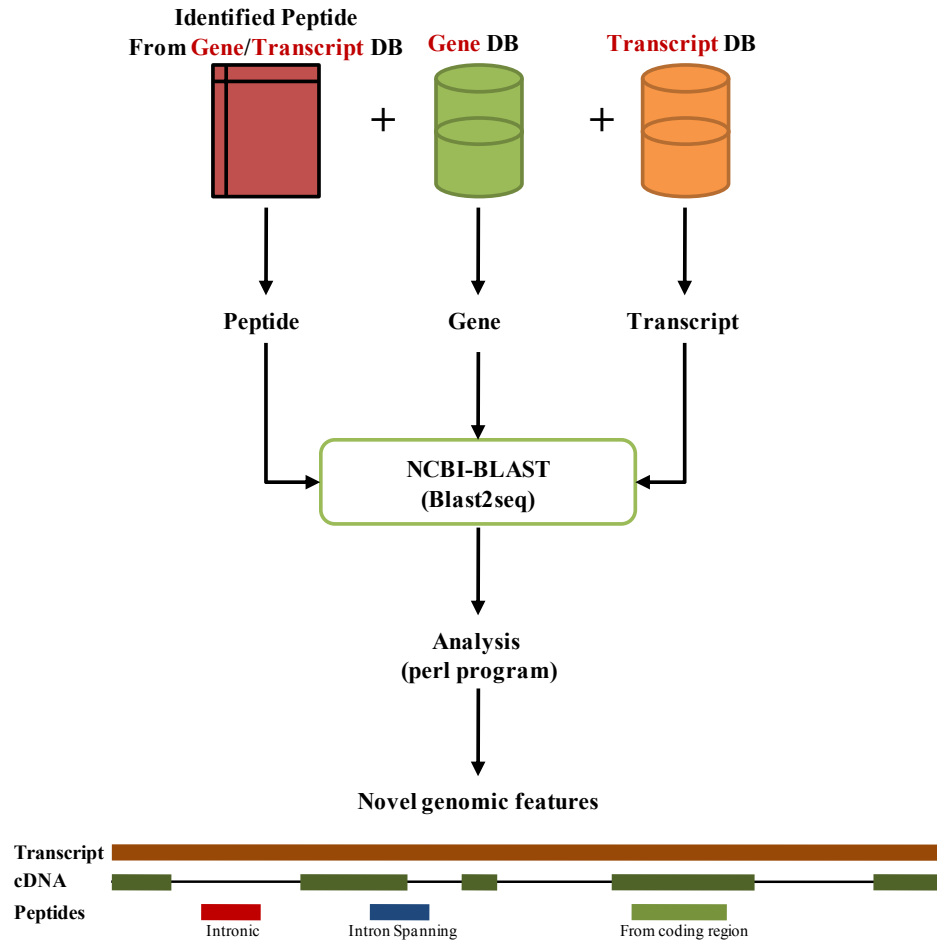 Identified Peptide
From Gene/Transcript DB
Gene DB
Transcript DB
+
+
Peptide
Gene
Transcript
NCBI-BLAST
(Blast2seq)
Analysis
(perl program)
Novel genomic features
Transcript
cDNA
Peptides
Intronic
Intron Spanning
From coding region